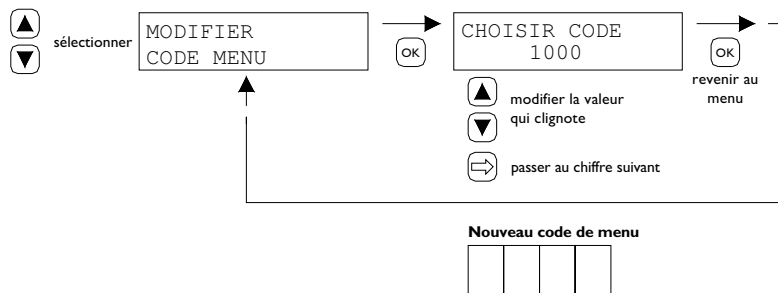 sélectionner
MODIFIER
CODE MENU
OK
CHOISIR CODE
1000
OK
revenir au
menu
modifier la valeur
qui clignote
passer au chiffre suivant
Nouveau code de menu